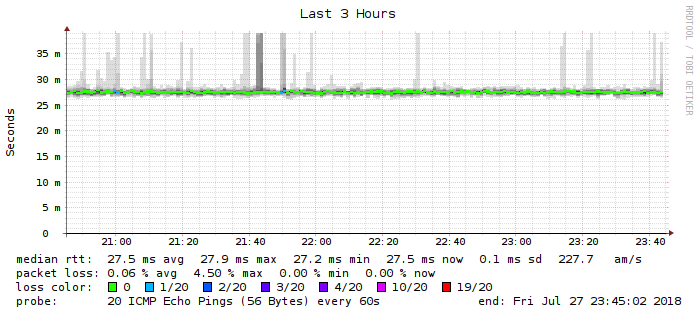 Last 3 Hours
RRDTOOL / TOBI OETIKER
Seconds
35 m
30 m
25 m
20 m
15 m
10 m
5 m
0
21:00 21:20 21:40 22:00 22:20 22:40 23:00 23:20 23:40
median rtt: 27.5 ms avg 27.9 ms max 27.2 ms min 27.5 ms now 0.1 ms sd 227.7 am/s
packet loss: 0.06 % avg 4.50 % max 0.00 % min 0.00 % now
loss color: 0 1/20 2/20 3/20 4/20 10/20 19/20
probe: 20 ICMP Echo Pings (56 Bytes) every 60s end: Fri Jul 27 23:45:02 2018